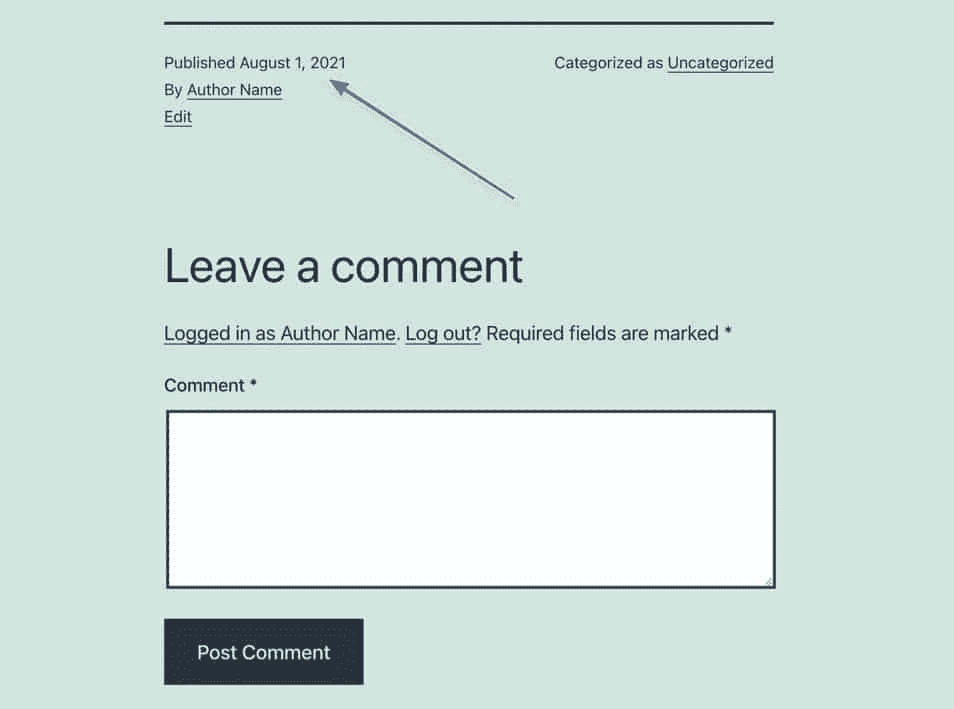 Published August 1, 2021
Categorized as Uncategorized
By Author Name
Edit
Leave a comment
Logged in as Author Name. Log out? Required fields are marked *
Comment *
Post Comment